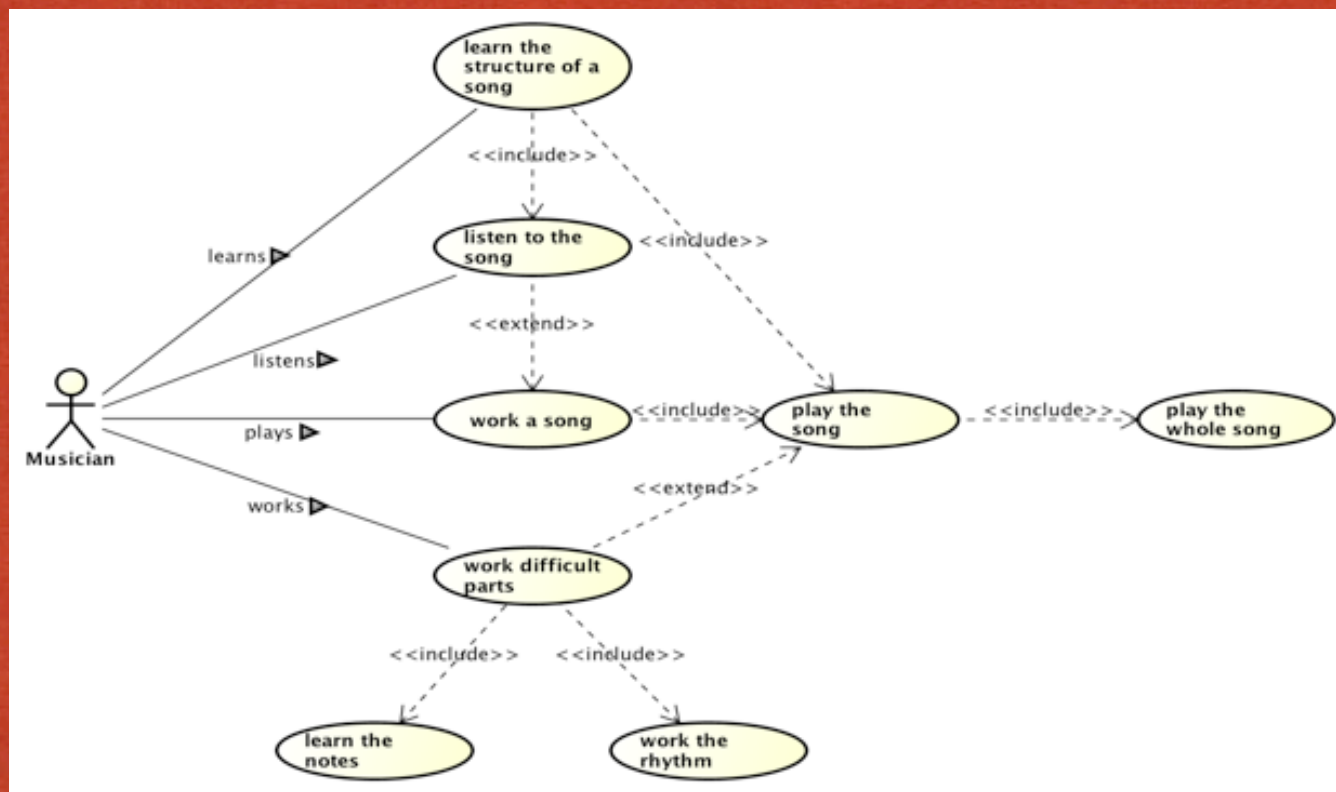 learn the
structure of a
song
<<include>>
listen to the
song
<<include>>
learns
<<extend>>
listens
work a song
<<include>>
play the
song
<<include>>
play the
whole song
plays
Musician
<<extend>>
works
work difficult
parts
<<include>>
<<include>>
learn the
notes
work the
rhythm